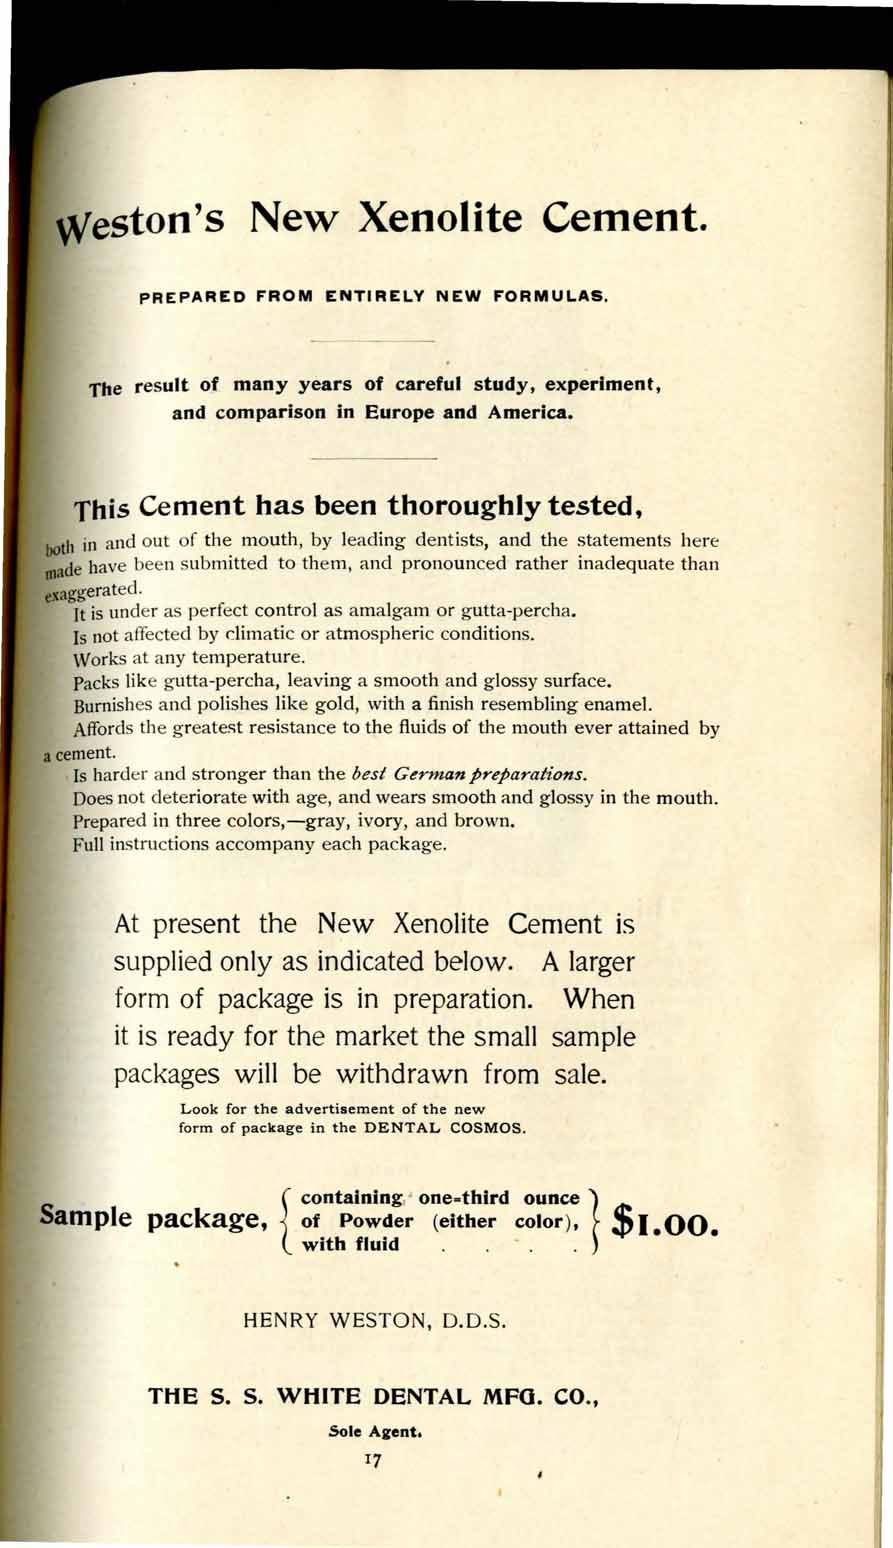 Weston's New Xenolite Cement.
PREPARED FROM ENTIRELY NEW FORMULAS.
The result of many years of careful study, experiment,
and comparison in Europe and America.
This Cement has been thoroughly tested,
both in and out of the mouth, by leading dentists, and the statements here
made have been submitted to them, and pronounced rather inadequate than
exaggerated.
It is under as perfect control as amalgam or gutta-percha.
Is not affected by climatic or atmospheric conditions.
Works at any temperature.
Packs like gutta-percha, leaving a smooth and glossy surface.
Burnishes and polishes like gold, with a finish resembling enamel.
Affords the greatest resistance to the fluids of the mouth ever attained by
a cement.
Is harder and stronger than the best German preparations.
Does not deteriorate with age, and wears smooth and glossy in the mouth.
Prepared in three colors,—gray, ivory, and brown.
Full instructions accompany each package.
At present the New Xenolite Cement is
supplied only as indicated below. A larger
form of package is in preparation. When
it is ready for the market the small sample
packages will be withdrawn from sale.
Look for the advertisement of the new
form of package in the DENTAL COSMOS.
Sample package, { containing one-third ounce
of Powder (either color),
with fluid . . . . } $1.00.
HENRY WESTON, D.D.S.
THE S. S. WHITE DENTAL MFG. CO.,
Sole Agent.
17